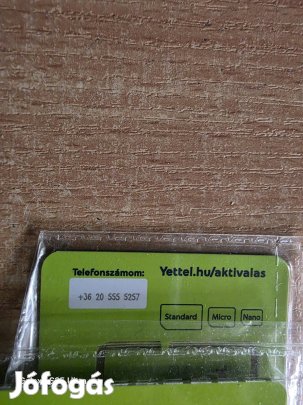 Telefonszámom:
Yettel.hu/aktivalas
+36 20 555 5257
Standard
Micro
Nano
Jófogás